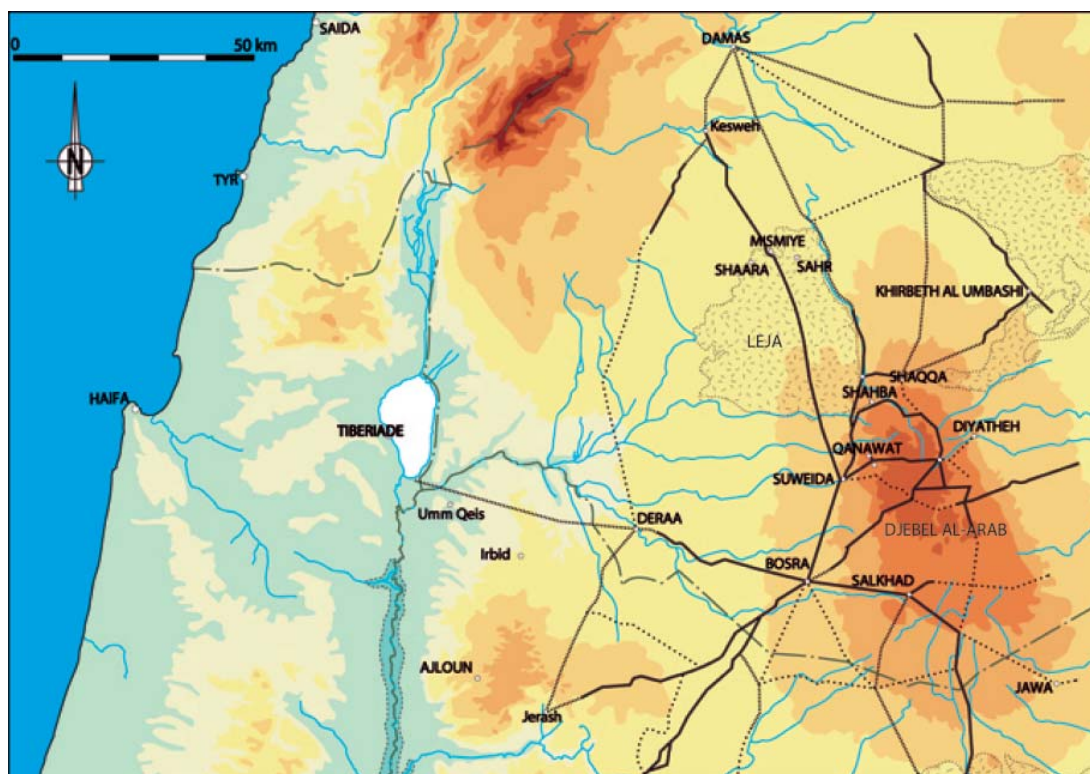 SAIDA
0
50 km
DAMAS
Kesweh
N
TYR
MISMIYE
SHAARA
SAHR
KHIRBETH AL UMBASHI
LEJA
SHAQQA
SHAHBA
HAIFA
TIBERIADE
DIYATHEH
QANAWAT
SUWEIDA
Umm Qeis
DERAA
DJEBEL AL-ARAB
Irbid
BOSRA
SALKHAD
AJLOUN
JAWA
Jerash